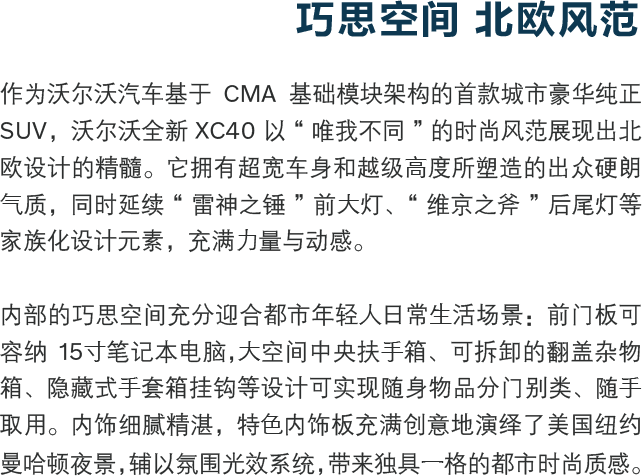 巧思空间 北欧风范
作为沃尔沃汽车基于 CMA 基础模块架构的首款城市豪华纯正
SUV，沃尔沃全新 XC40 以“唯我不同”的时尚风范展现出北
欧设计的精髓。它拥有超宽车身和越级高度所塑造的出众硬朗
气质，同时延续“雷神之锤”前大灯、“维京之斧”后尾灯等
家族化设计元素，充满力量与动感。
内部的巧思空间充分迎合都市年轻人日常生活场景：前门板可
容纳 15寸笔记本电脑，大空间中央扶手箱、可拆卸的翻盖杂物
箱、隐藏式手套箱挂钩等设计可实现随身物品分门别类、随手
取用。内饰细腻精湛，特色内饰板充满创意地演绎了美国纽约
曼哈顿夜景，辅以氛围光效系统，带来独具一格的都市时尚质感。